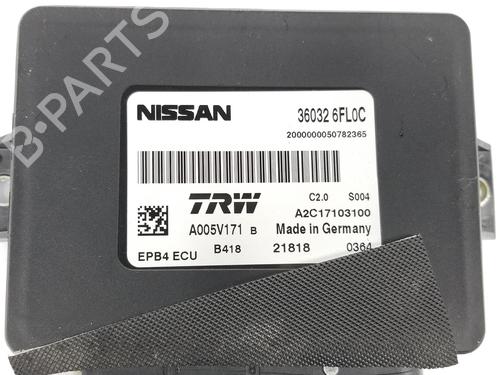 B-PARTS
NISSAN 36032 6FL0C
2000000050782365
TRW C2.0 S004
A2C17103100
A005V171 B Made in Germany
EPB4 ECU B418 21818 0364